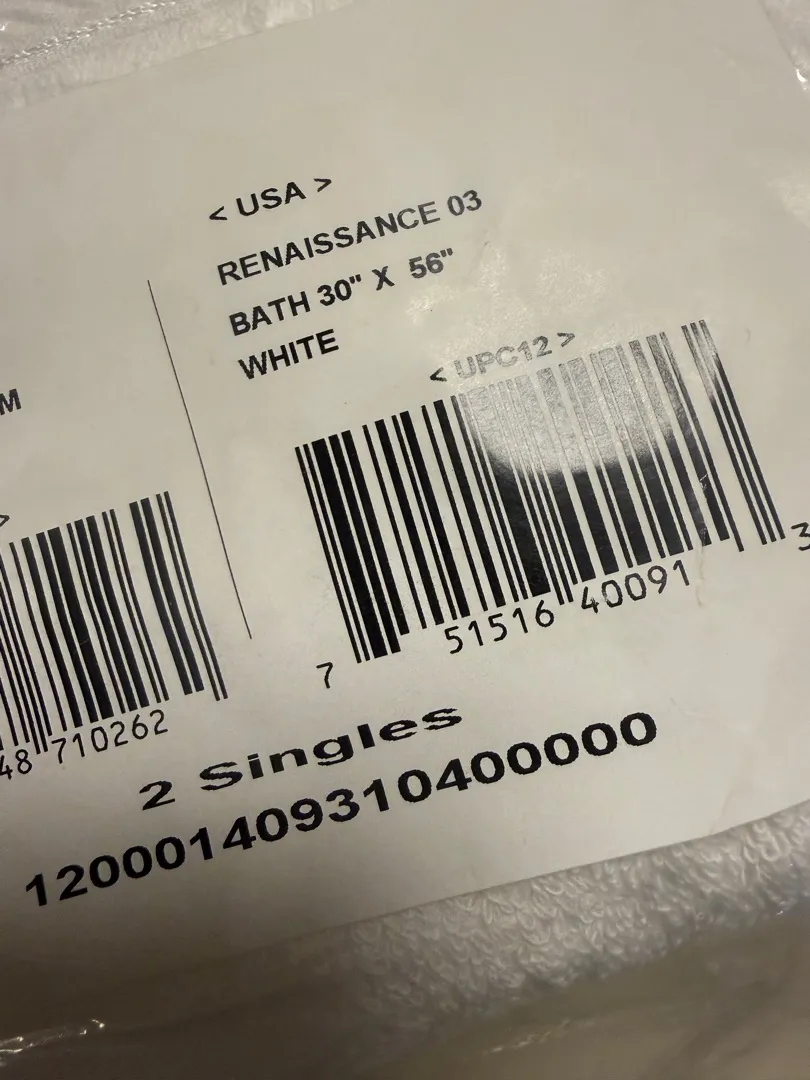 < USA >
RENAISSANCE 03
BATH 30" X 56"
WHITE
< UPC12 >
7 51516 40091 3
M
>
48 710262
2 Singles
120001409310400000